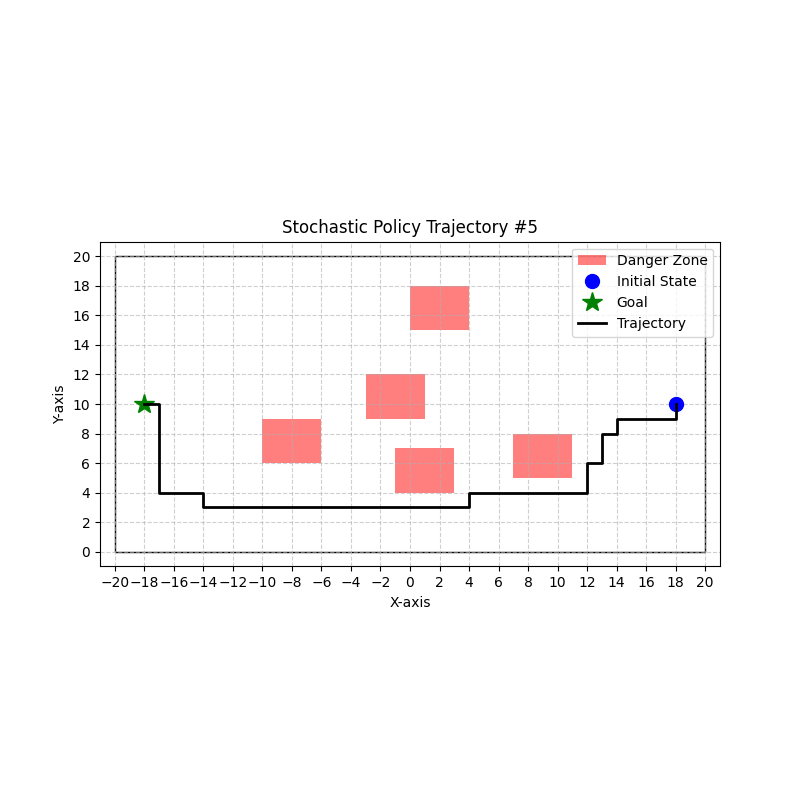 Stochastic Policy Trajectory #5
Danger Zone
Initial State
Goal
Trajectory
Y-axis
20
18
16
14
12
10
8
6
4
2
0
−20 −18 −16 −14 −12 −10 −8 −6 −4 −2 0 2 4 6 8 10 12 14 16 18 20
X-axis